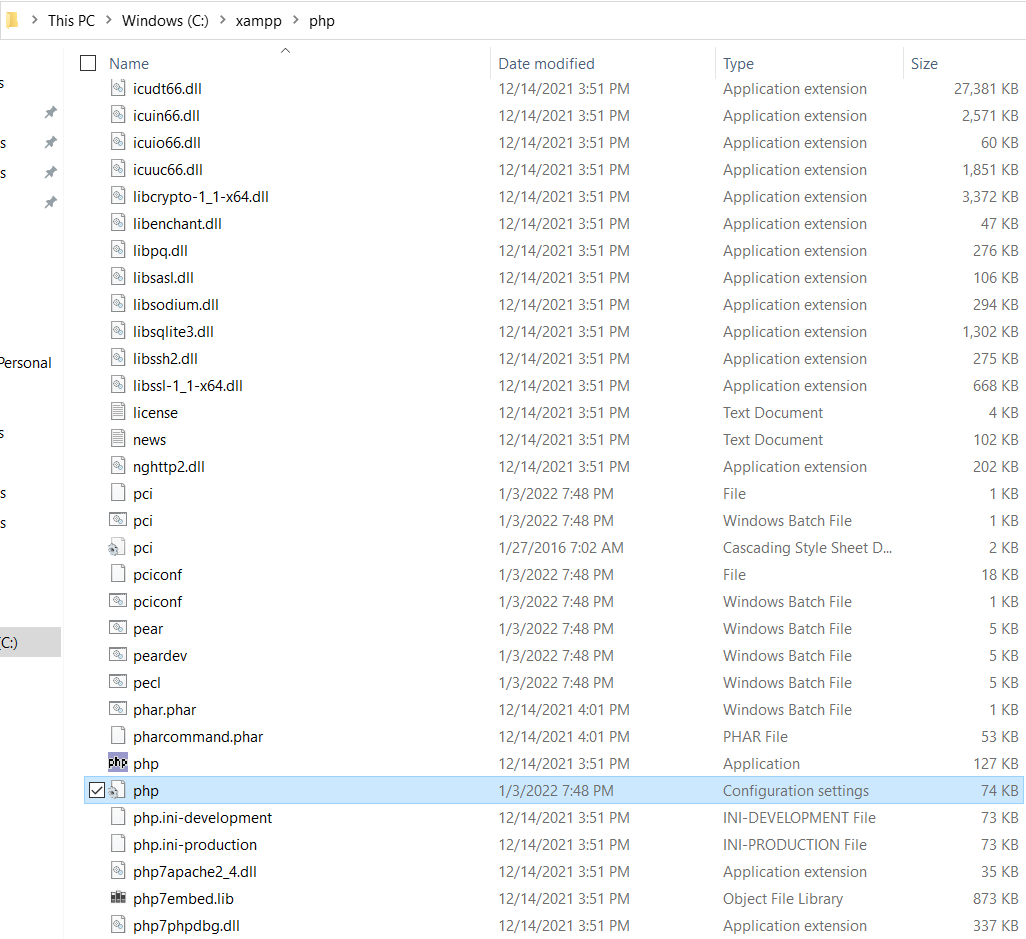 This PC > Windows (C:) > xampp > php
Name Date modified Type Size
s
icudt66.dll 12/14/2021 3:51 PM Application extension 27,381 KB
icuin66.dll 12/14/2021 3:51 PM Application extension 2,571 KB
s icuio66.dll 12/14/2021 3:51 PM Application extension 60 KB
s icuuc66.dll 12/14/2021 3:51 PM Application extension 1,851 KB
libcrypto-1_1-x64.dll 12/14/2021 3:51 PM Application extension 3,372 KB
libenchant.dll 12/14/2021 3:51 PM Application extension 47 KB
libpq.dll 12/14/2021 3:51 PM Application extension 276 KB
libsasl.dll 12/14/2021 3:51 PM Application extension 106 KB
libsodium.dll 12/14/2021 3:51 PM Application extension 294 KB
libsqlite3.dll 12/14/2021 3:51 PM Application extension 1,302 KB
Personal libssh2.dll 12/14/2021 3:51 PM Application extension 275 KB
libssl-1_1-x64.dll 12/14/2021 3:51 PM Application extension 668 KB
license 12/14/2021 3:51 PM Text Document 4 KB
s news 12/14/2021 3:51 PM Text Document 102 KB
nghttp2.dll 12/14/2021 3:51 PM Application extension 202 KB
s pci 1/3/2022 7:48 PM File 1 KB
s pci 1/3/2022 7:48 PM Windows Batch File 1 KB
pci 1/27/2016 7:02 AM Cascading Style Sheet D... 2 KB
pciconf 1/3/2022 7:48 PM File 18 KB
pciconf 1/3/2022 7:48 PM Windows Batch File 1 KB
pear 1/3/2022 7:48 PM Windows Batch File 5 KB
(C:) peardev 1/3/2022 7:48 PM Windows Batch File 5 KB
pecl 1/3/2022 7:48 PM Windows Batch File 5 KB
phar.phar 12/14/2021 4:01 PM Windows Batch File 1 KB
pharcommand.phar 12/14/2021 4:01 PM PHAR File 53 KB
php php 12/14/2021 3:51 PM Application 127 KB
php 1/3/2022 7:48 PM Configuration settings 74 KB
php.ini-development 12/14/2021 3:51 PM INI-DEVELOPMENT File 73 KB
php.ini-production 12/14/2021 3:51 PM INI-PRODUCTION File 73 KB
php7apache2_4.dll 12/14/2021 3:51 PM Application extension 35 KB
php7embed.lib 12/14/2021 3:51 PM Object File Library 873 KB
php7phpdbg.dll 12/14/2021 3:51 PM Application extension 337 KB